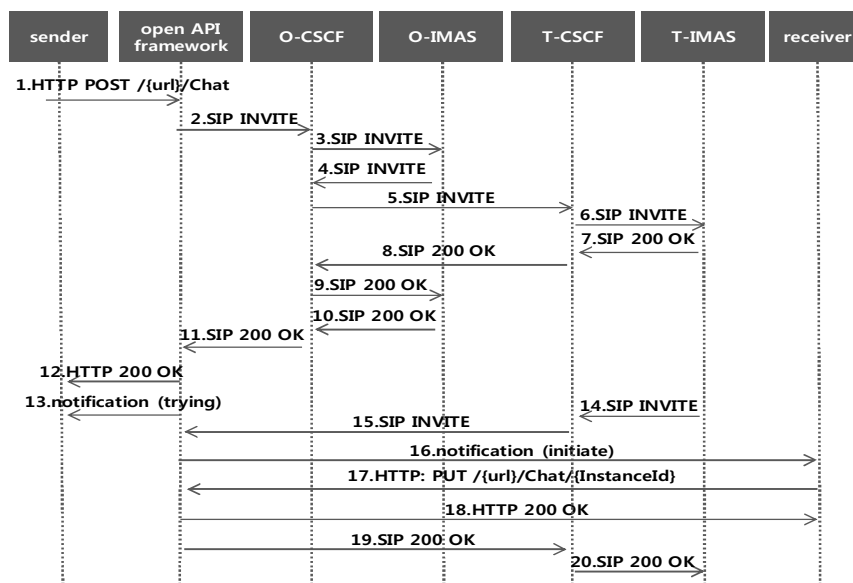 sender
open API
framework
O-CSCF
O-IMAS
T-CSCF
T-IMAS
receiver
1.HTTP POST /{url}/Chat
2.SIP INVITE
3.SIP INVITE
4.SIP INVITE
5.SIP INVITE
6.SIP INVITE
7.SIP 200 OK
8.SIP 200 OK
9.SIP 200 OK
10.SIP 200 OK
11.SIP 200 OK
12.HTTP 200 OK
13.notification (trying)
14.SIP INVITE
15.SIP INVITE
16.notification (initiate)
17.HTTP: PUT /{url}/Chat/{InstanceId}
18.HTTP 200 OK
19.SIP 200 OK
20.SIP 200 OK